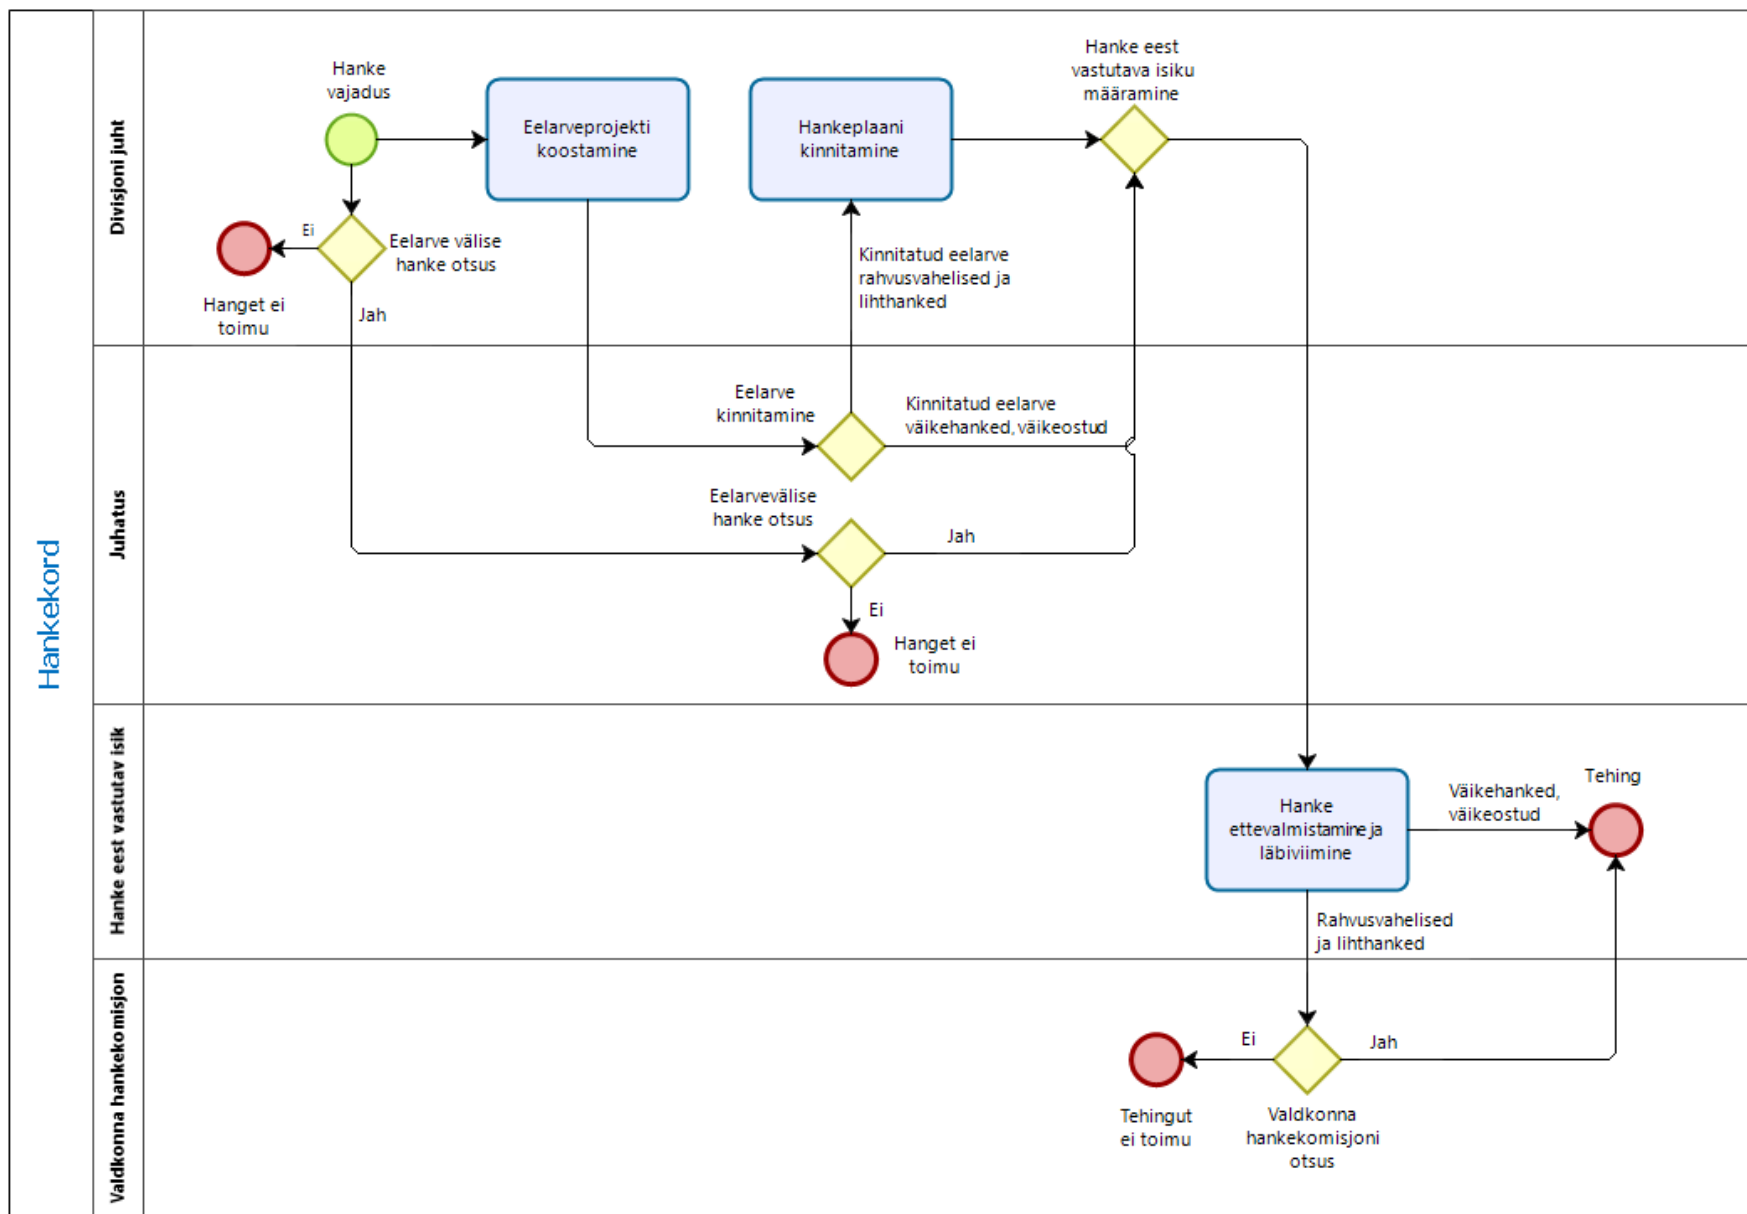 Hankekord
Divisjoni juht
Hanke
vajadus
Eelarveprojekti
koostamine
Hankeplaani
kinnitamine
Hanke eest
vastutava isiku
määramine
Ei
Eelarve välise
hanke otsus
Hanget ei
toimu
Jah
Kinnitatud eelarve
rahvusvahelised ja
lihthanked
Juhatus
Eelarve
kinnitamine
Kinnitatud eelarve
väikehanked, väikeostud
Eelarvevälise
hanke otsus
Jah
Ei
Hanget ei
toimu
Hanke eest vastutav isik
Hanke
ettevalmistamine ja
läbiviimine
Väikehanked,
väikeostud
Tehing
Rahvusvahelised
ja lihthanked
Valdkonna hankekomisjon
Ei
Jah
Tehingut
ei toimu
Valdkonna
hankekomisjoni
otsus